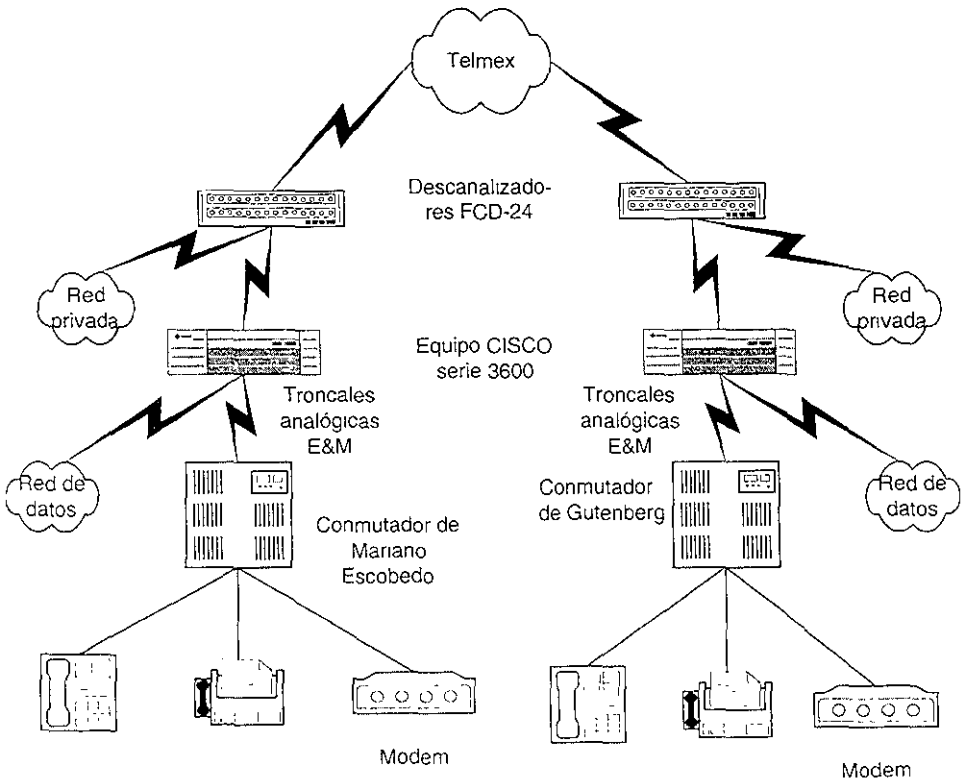 Telmex
Descanalizado-
res FCD-24
Red
privada
Red
privada
Equipo CISCO
serie 3600
Troncales
analógicas
E&M
Troncales
analógicas
E&M
Red de
datos
Conmutador de
Mariano
Escobedo
Conmutador
de Gutenberg
Red de
datos
Modem
Modem